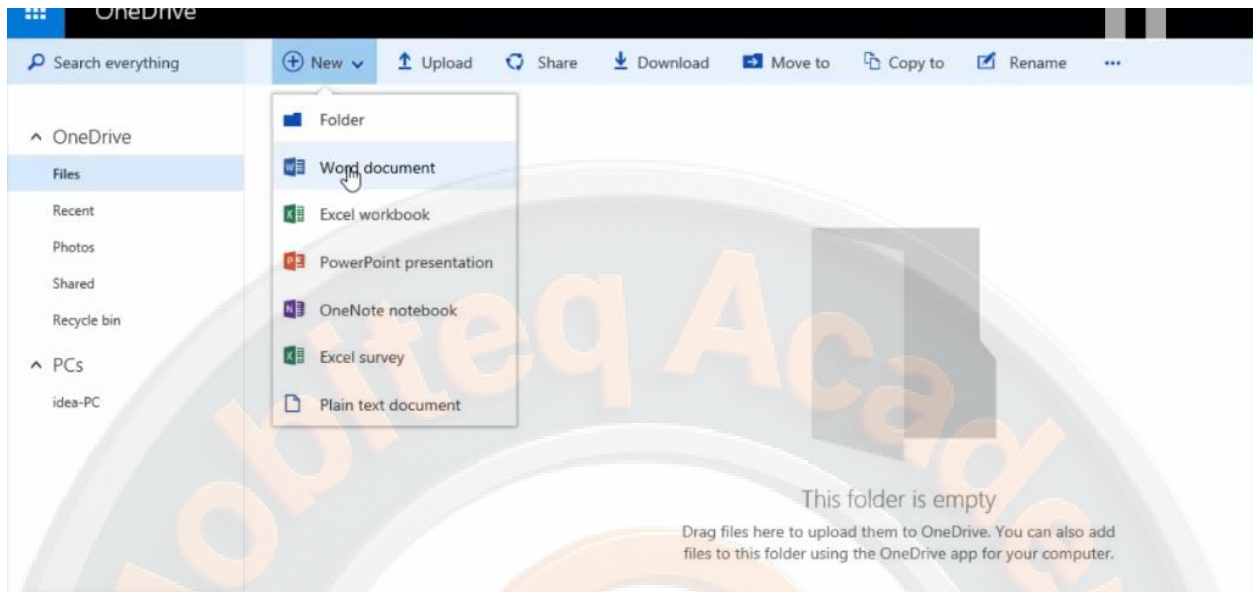 OneDrive
Search everything
New
Upload
Share
Download
Move to
Copy to
Rename
OneDrive
Files
Recent
Photos
Shared
Recycle bin
PCs
idea-PC
Folder
Word document
Excel workbook
PowerPoint presentation
OneNote notebook
Excel survey
Plain text document
This folder is empty
Drag files here to upload them to OneDrive. You can also add
files to this folder using the OneDrive app for your computer.